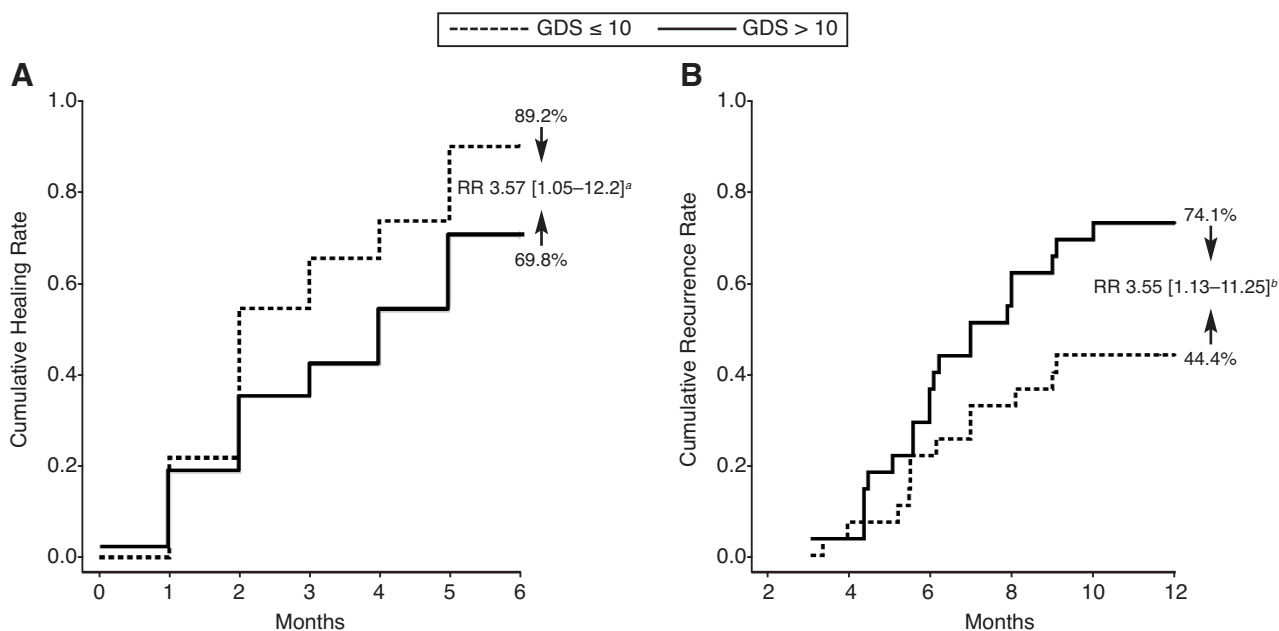 GDS ≤ 10 GDS > 10
A
Cumulative Healing Rate
1.0
0.8
0.6
0.4
0.2
0.0
89.2%
RR 3.57 [1.05–12.2]a
69.8%
0 1 2 3 4 5 6
Months
B
Cumulative Recurrence Rate
1.0
0.8
0.6
0.4
0.2
0.0
74.1%
RR 3.55 [1.13–11.25]b
44.4%
2 4 6 8 10 12
Months